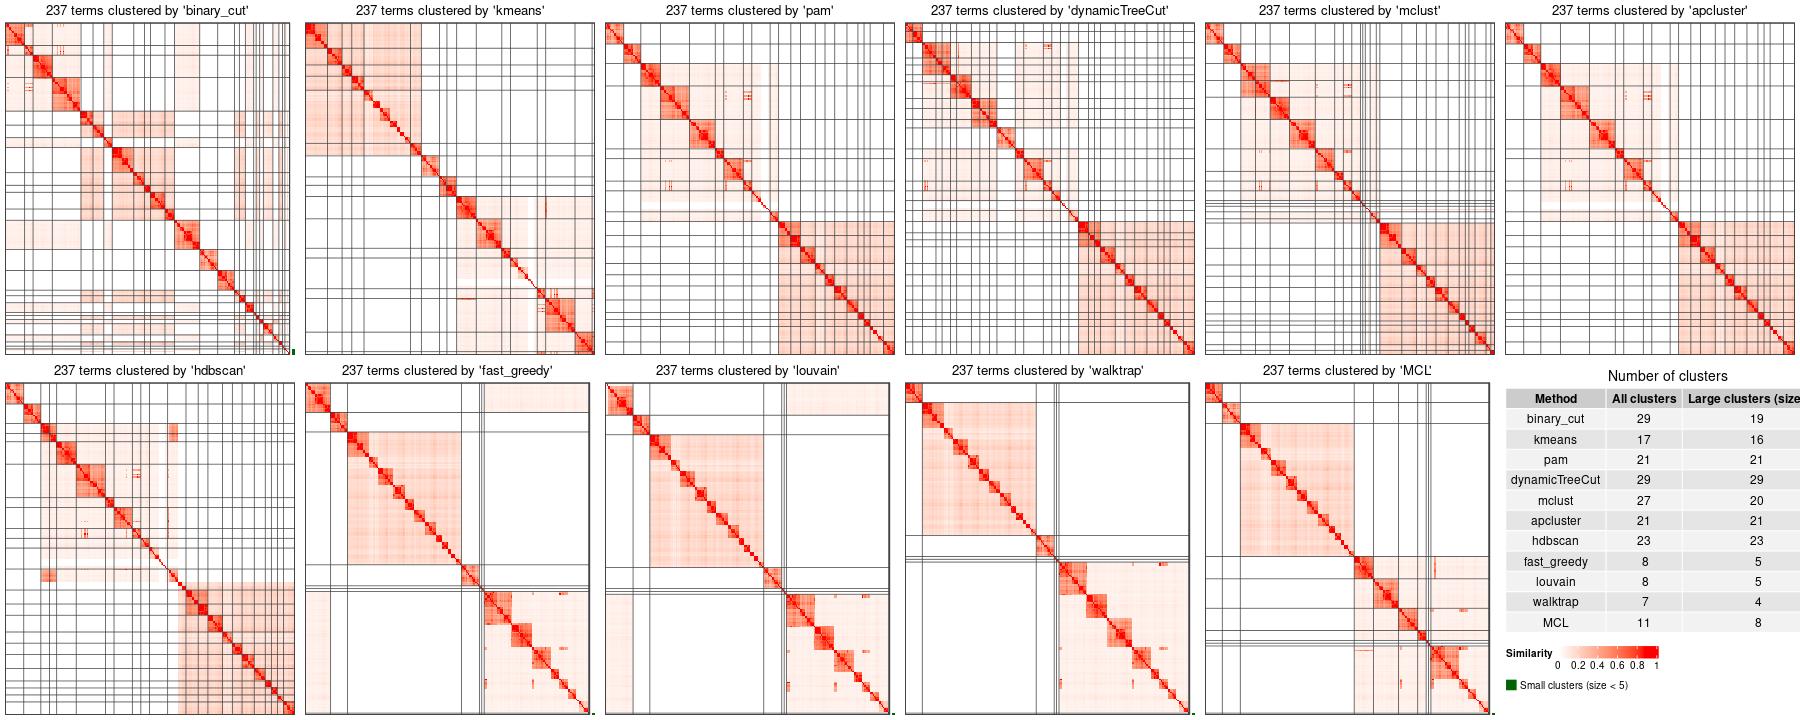 237 terms clustered by 'binary_cut'
237 terms clustered by 'kmeans'
237 terms clustered by 'pam'
237 terms clustered by 'dynamicTreeCut'
237 terms clustered by 'mclust'
237 terms clustered by 'apcluster'
237 terms clustered by 'hdbscan'
237 terms clustered by 'fast_greedy'
237 terms clustered by 'louvain'
237 terms clustered by 'walktrap'
237 terms clustered by 'MCL'
Number of clusters
Method All clusters Large clusters (size
binary_cut 29 19
kmeans 17 16
pam 21 21
dynamicTreeCut 29 29
mclust 27 20
apcluster 21 21
hdbscan 23 23
fast_greedy 8 5
louvain 8 5
walktrap 7 4
MCL 11 8
Similarity
0 0.2 0.4 0.6 0.8 1
Small clusters (size < 5)